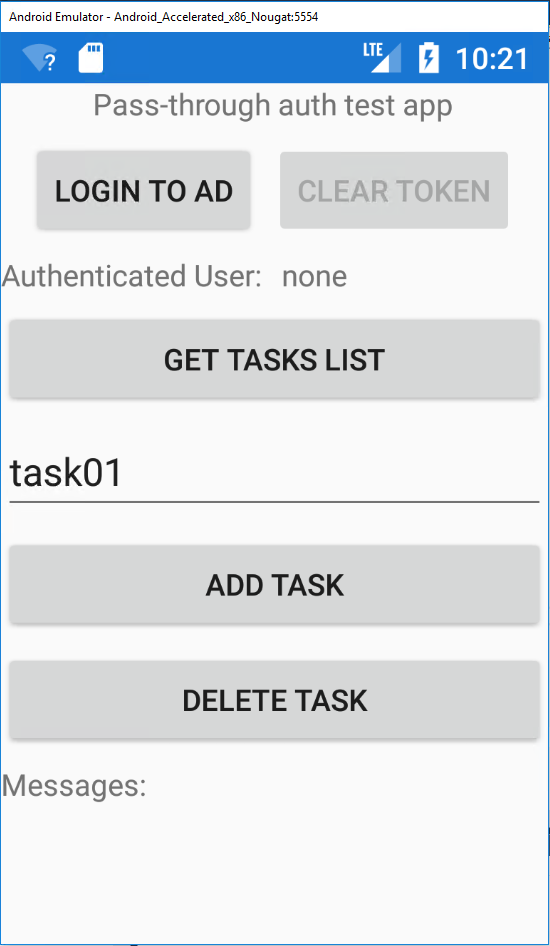 Android Emulator - Android_Accelerated_x86_Nougat:5554
? LTE 10:21
Pass-through auth test app
LOGIN TO AD CLEAR TOKEN
Authenticated User: none
GET TASKS LIST
task01
ADD TASK
DELETE TASK
Messages: